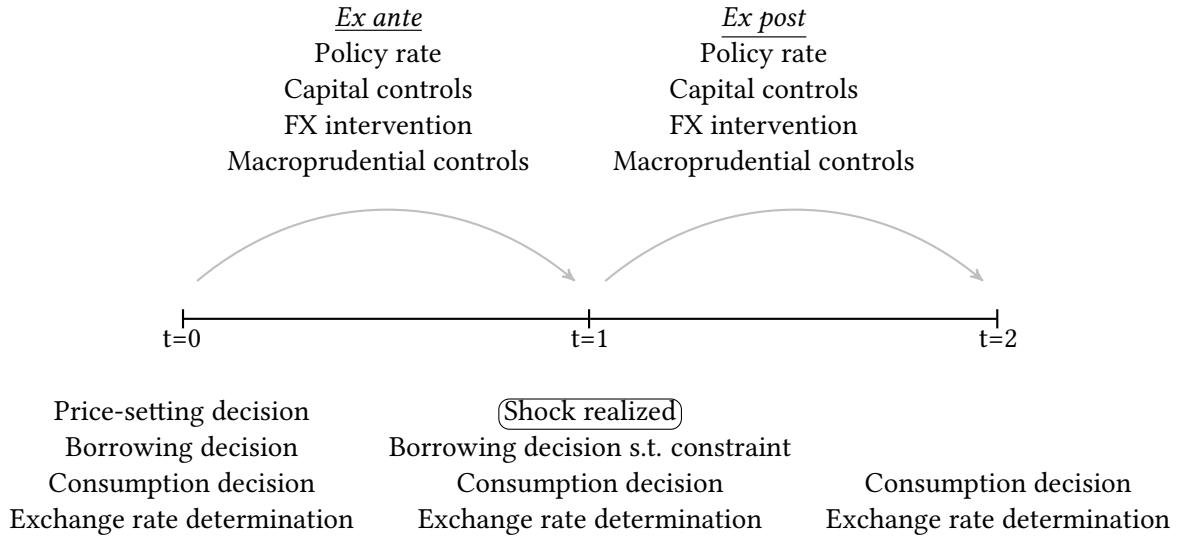 Ex ante
Policy rate
Capital controls
FX intervention
Macroprudential controls
Ex post
Policy rate
Capital controls
FX intervention
Macroprudential controls
t=0
t=1
t=2
Price-setting decision
Borrowing decision
Consumption decision
Exchange rate determination
Shock realized
Borrowing decision s.t. constraint
Consumption decision
Exchange rate determination
Consumption decision
Exchange rate determination